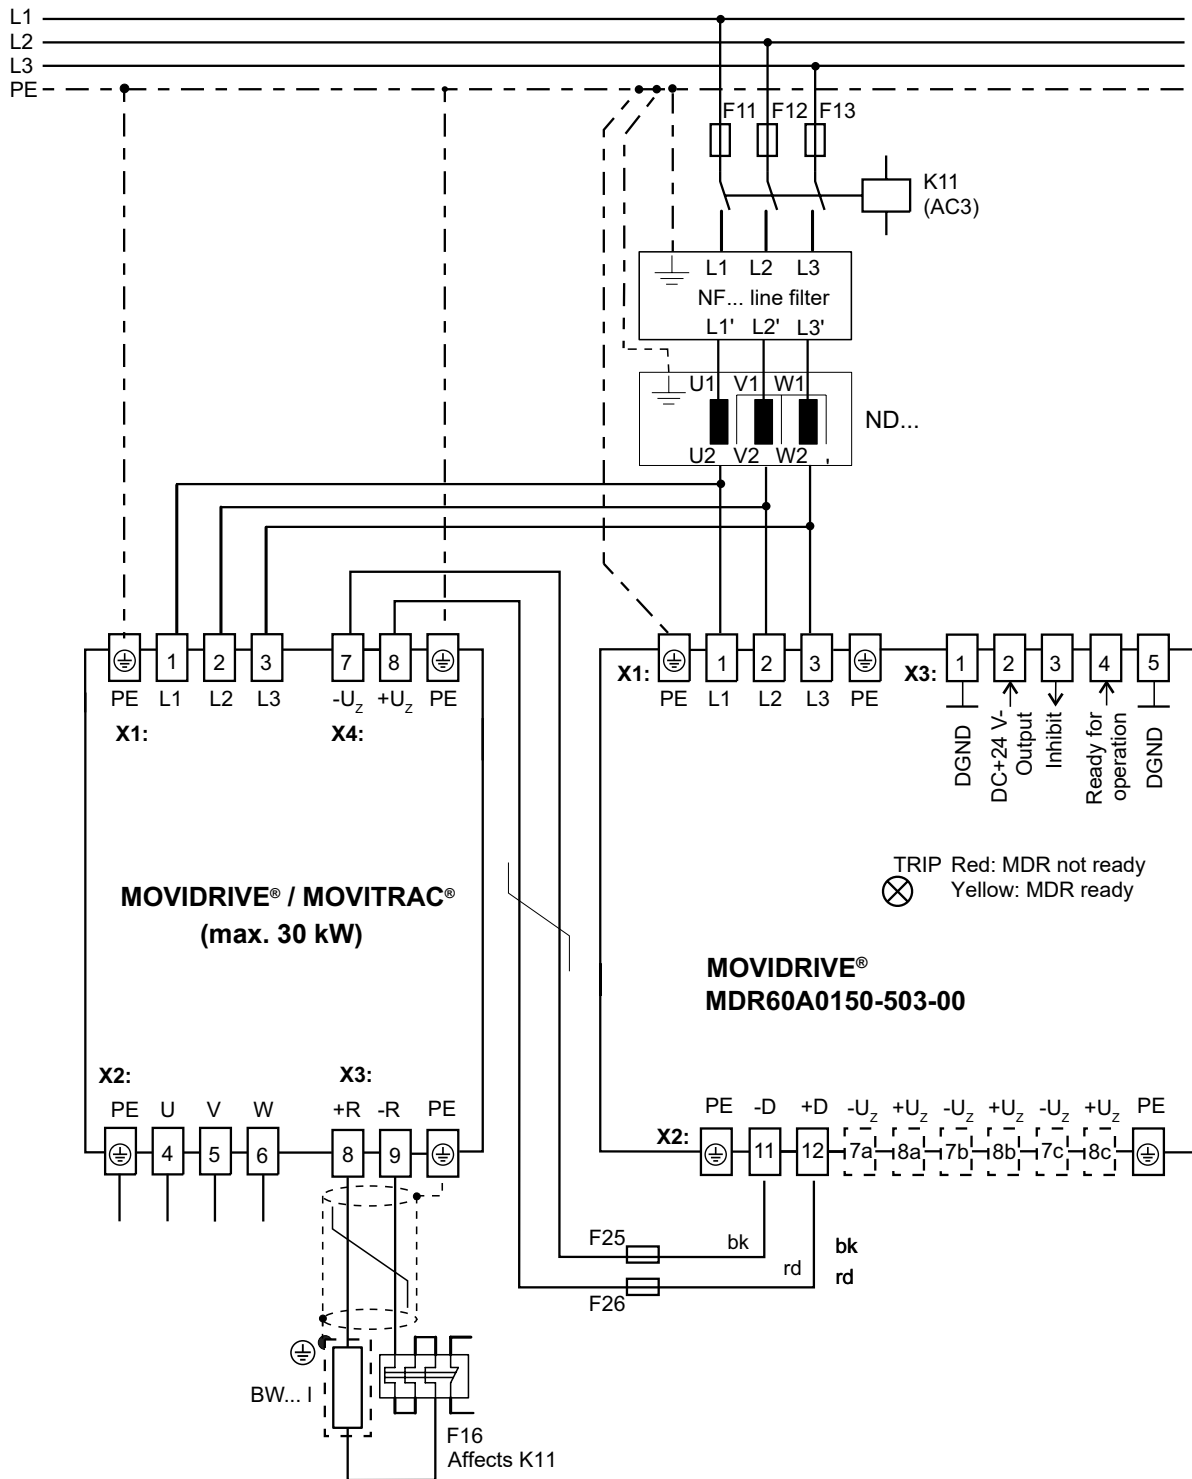 L1
L2
L3
PE
F11 F12 F13
K11
(AC3)
L1 L2 L3
NF... line filter
L1' L2' L3'
U1 V1 W1
ND...
U2 V2 W2
1 2 3 7 8
PE L1 L2 L3 -UZ +UZ PE
X1: X4:
X1: 1 2 3
PE L1 L2 L3 PE
X3: 1 2 3 4 5
DGND
DC+24 V-
Output
Inhibit
Ready for
operation
DGND
TRIP Red: MDR not ready
Yellow: MDR ready
MOVIDRIVE® / MOVITRAC®
(max. 30 kW)
MOVIDRIVE®
MDR60A0150-503-00
X2: X3:
PE U V W +R -R PE
4 5 6 8 9
PE -D +D -UZ +UZ -UZ +UZ -UZ +UZ PE
X2: 11 12 7a 8a 7b 8b 7c 8c
F25 bk bk
rd rd
F26
BW... I
F16
Affects K11